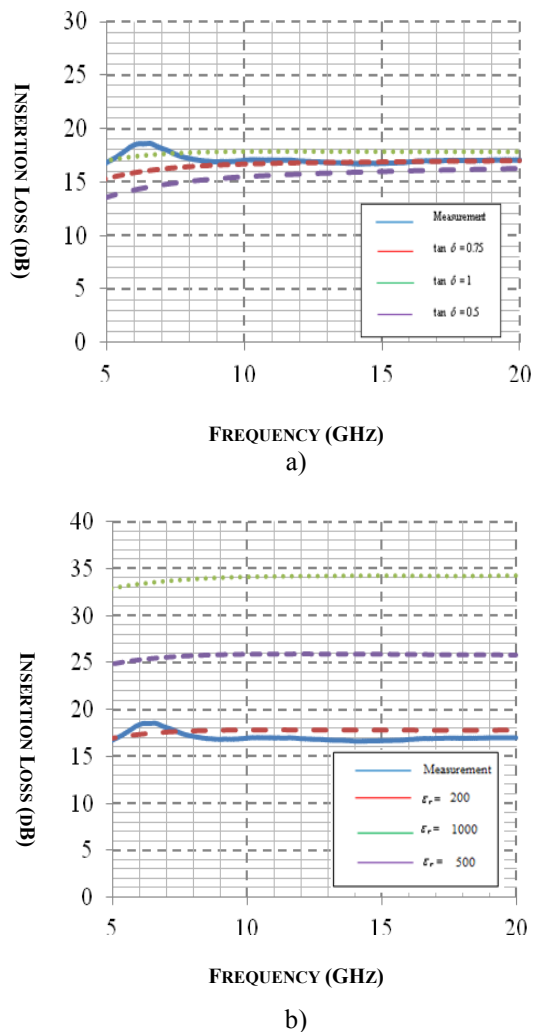 30
25
20
15
10
5
0
INSERTION LOSS (DB)
Measurement
tan δ = 0.75
tan δ = 1
tan δ = 0.5
5 10 15 20
FREQUENCY (GHZ)
a)
40
35
30
25
20
15
10
5
0
INSERTION LOSS (DB)
Measurement
εr = 200
εr = 1000
εr = 500
5 10 15 20
FREQUENCY (GHZ)
b)